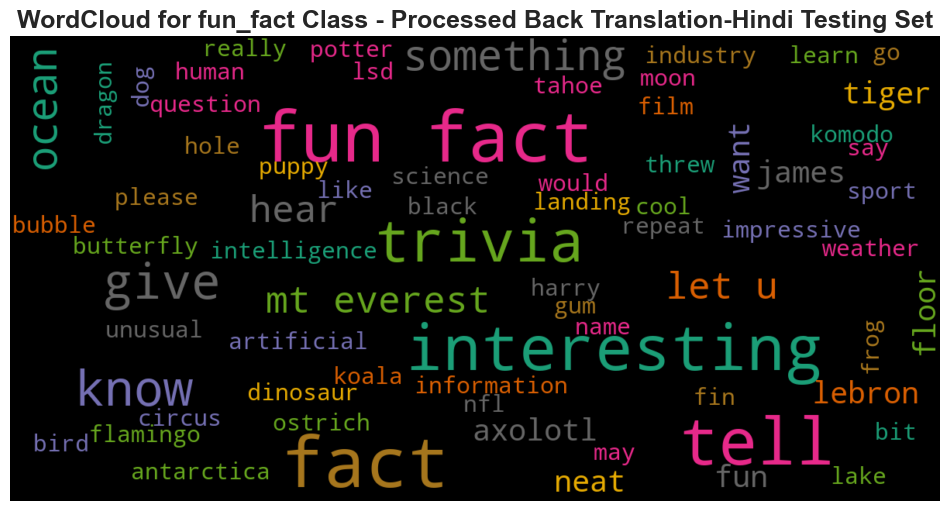 WordCloud for fun_fact Class - Processed Back Translation-Hindi Testing Set
ocean
dragon
dog
really
potter
something
industry
learn
go
human
lsd
tahoe
moon
tiger
question
film
fun fact
hole
want
komodo
say
puppy
science
threw
james
please
like
would
sport
hear
black
landing
cool
bubble
repeat
impressive
butterfly
intelligence
trivia
weather
give
mt everest
harry
gum
let u
floor
unusual
artificial
name
interesting
frog
know
dinosaur
koala
information
fin
lebron
circus
nfl
bird
flamingo
ostrich
axolotl
tell
bit
antarctica
fact
may
neat
fun
lake